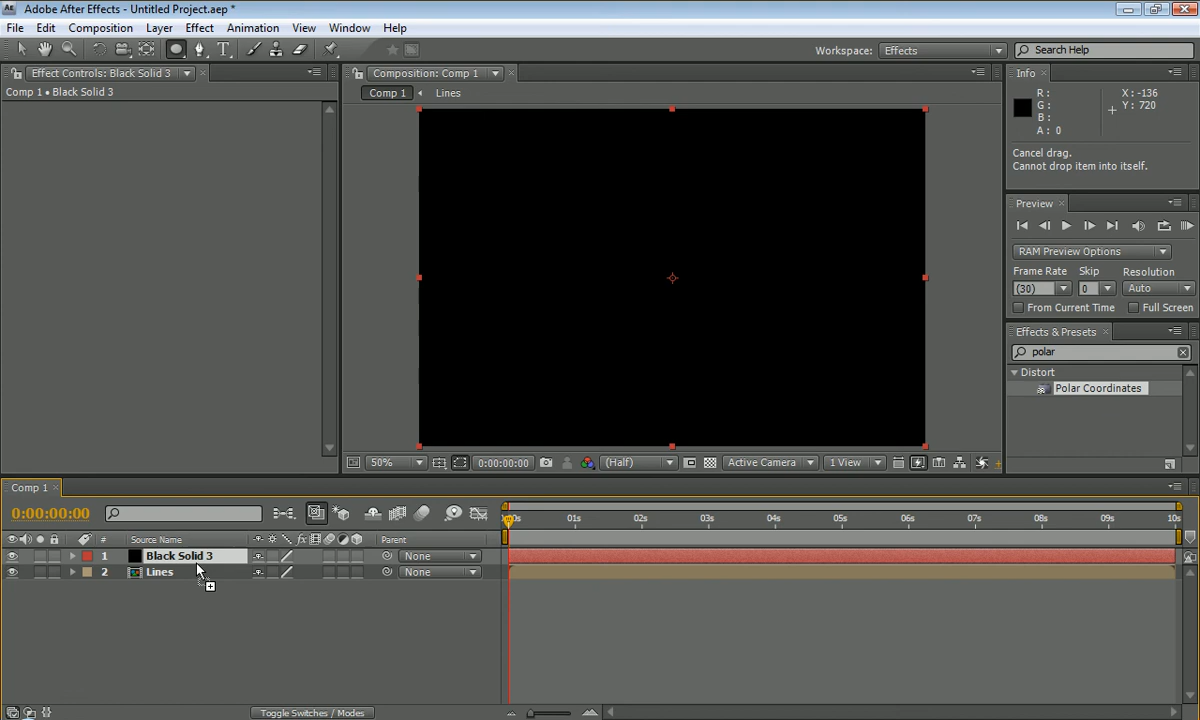 Adobe After Effects - Untitled Project.aep *
File Edit Composition Layer Effect Animation View Window Help
Workspace: Effects Search Help
Effect Controls: Black Solid 3
Comp 1 • Black Solid 3
Composition: Comp 1
Comp 1 Lines
Info
R : X : -136
G : Y : 720
B :
A : 0
Cancel drag.
Cannot drop item into itself.
Preview
RAM Preview Options
Frame Rate Skip Resolution
(30) 0 Auto
From Current Time Full Screen
Effects & Presets
polar
Distort
Polar Coordinates
50% 0:00:00:00 (Half) Active Camera 1 View
Comp 1
0:00:00:00
01s 02s 03s 04s 05s 06s 07s 08s 09s 10s
# Source Name Parent
1 Black Solid 3 None
2 Lines None
Toggle Switches / Modes